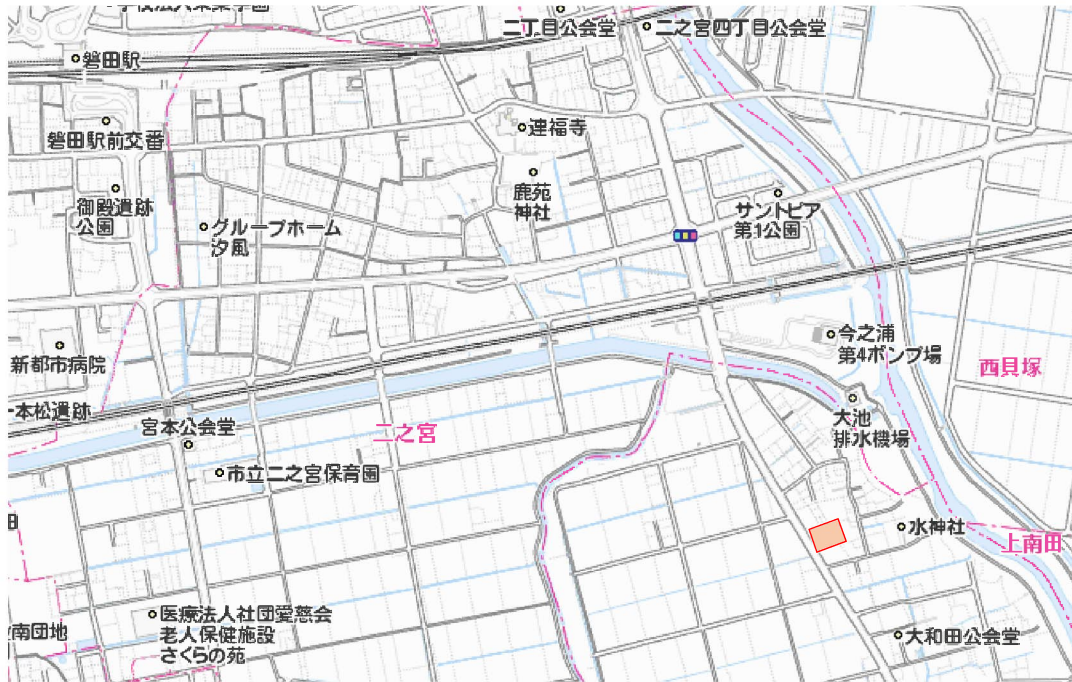 二丁目公会堂
二之宮四丁目公会堂
磐田駅
磐田駅前交番
連福寺
御殿遺跡
公園
グループホーム
汐風
鹿苑
神社
サントピア
第1公園
新都市病院
今之浦
第4ポンプ場
西貝塚
一本松遺跡
宮本公会堂
二之宮
大池
排水機場
市立二之宮保育園
水神社
上南田
医療法人社団愛慈会
老人保健施設
さくらの苑
南団地
大和田公会堂